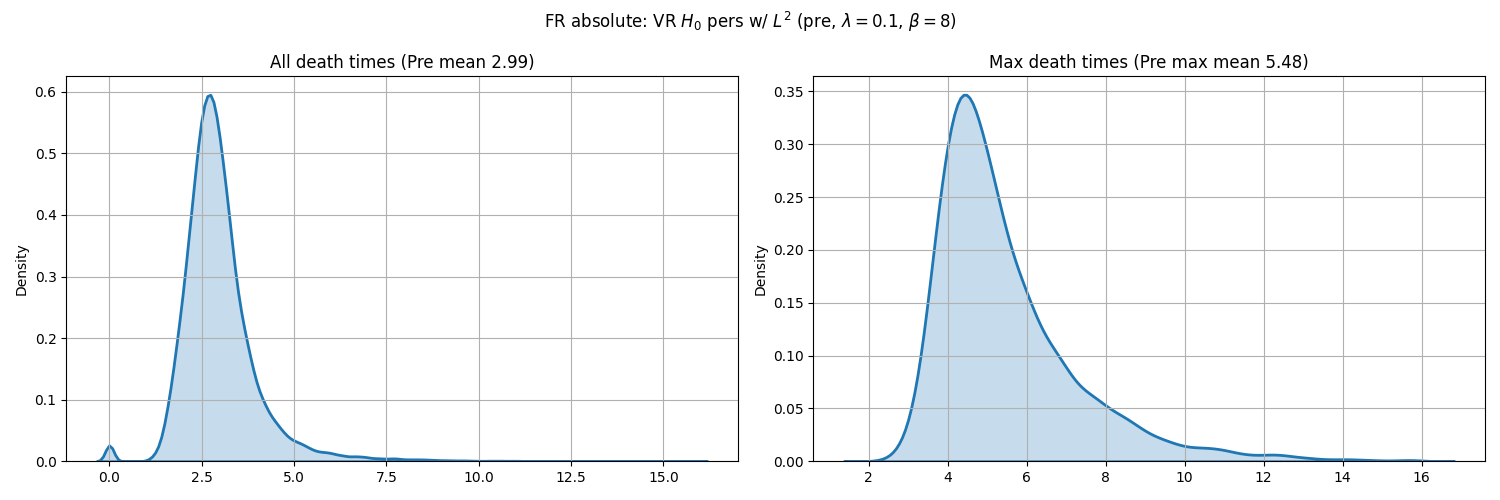 FR absolute: VR $H_0$ pers w/ $L^2$ (pre, $\lambda = 0.1$, $\beta = 8$)
All death times (Pre mean 2.99)
Density
0.6
0.5
0.4
0.3
0.2
0.1
0.0
0.0 2.5 5.0 7.5 10.0 12.5 15.0
Max death times (Pre max mean 5.48)
Density
0.35
0.30
0.25
0.20
0.15
0.10
0.05
0.00
2 4 6 8 10 12 14 16